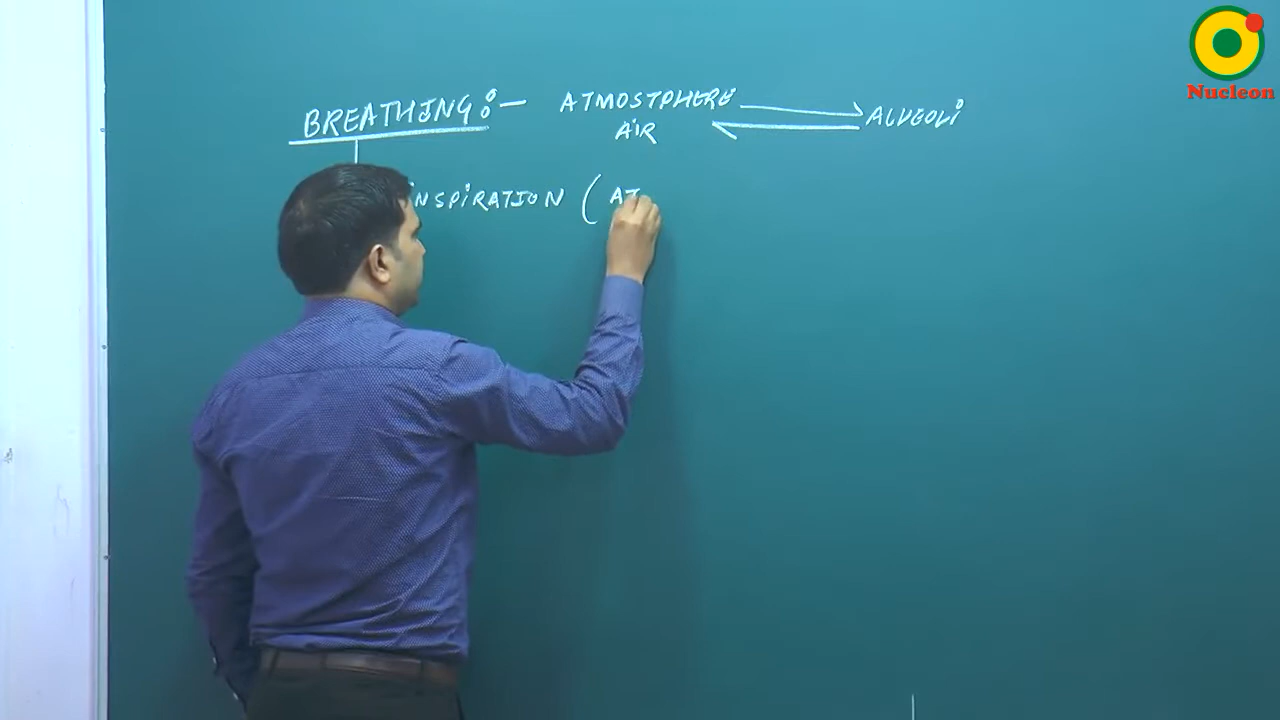 BREATHING:- ATMOSTPHERE ⇌ ALVEOLI
AIR
INSPIRATION ( AT
Nucleon